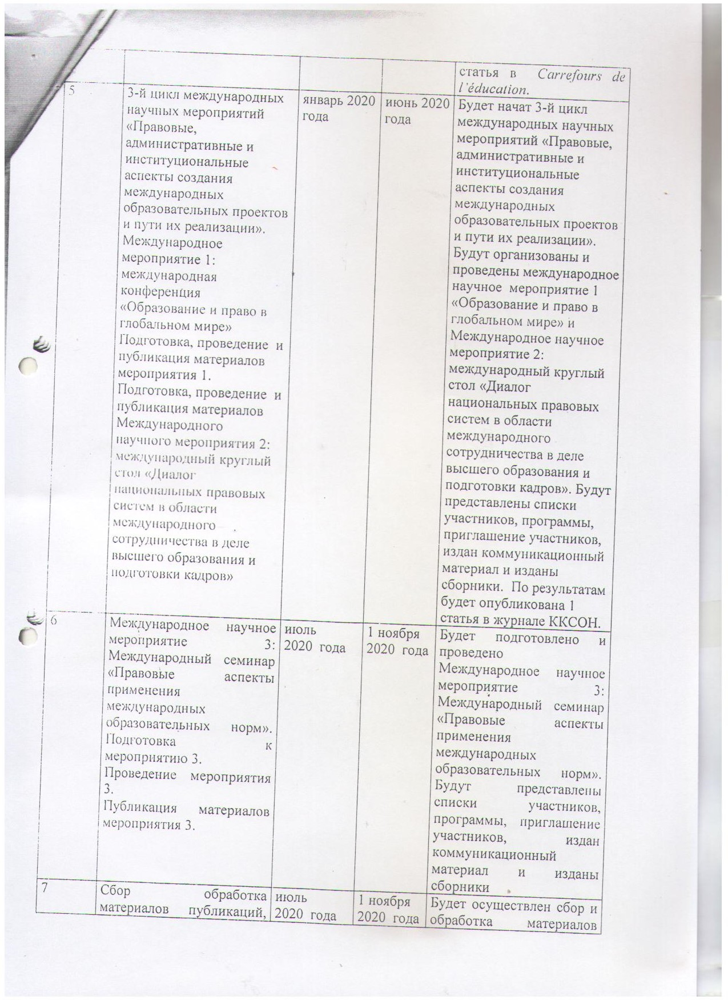 статья в Carrefours de
l'éducation.
5
3-й цикл международных
научных мероприятий
«Правовые,
административные и
институциональные
аспекты создания
международных
образовательных проектов
и пути их реализации».
Международное
мероприятие 1:
международная
конференция
«Образование и право в
глобальном мире»
Подготовка, проведение и
публикация материалов
мероприятия 1.
Подготовка, проведение и
публикация материалов
Международного
научного мероприятия 2:
международный круглый
стол «Диалог
национальных правовых
систем в области
международного
сотрудничества в деле
высшего образования и
подготовки кадров»
январь 2020
года
июнь 2020
года
Будет начат 3-й цикл
международных научных
мероприятий «Правовые,
административные и
институциональные
аспекты создания
международных
образовательных проектов
и пути их реализации».
Будут организованы и
проведены международное
научное мероприятие 1
«Образование и право в
глобальном мире» и
Международное научное
мероприятие 2:
международный круглый
стол «Диалог
национальных правовых
систем в области
международного
сотрудничества в деле
высшего образования и
подготовки кадров». Будут
представлены списки
участников, программы,
приглашение участников,
издан коммуникационный
материал и изданы
сборники. По результатам
будет опубликована 1
статья в журнале ККСОН.
6
Международное научное
мероприятие 3:
Международный семинар
«Правовые аспекты
применения
международных
образовательных норм».
Подготовка к
мероприятию 3.
Проведение мероприятия
3.
Публикация материалов
мероприятия 3.
июль
2020 года
1 ноября
2020 года
Будет подготовлено и
проведено
Международное научное
мероприятие 3:
Международный семинар
«Правовые аспекты
применения
международных
образовательных норм».
Будут представлены
списки участников,
программы, приглашение
участников, издан
коммуникационный
материал и изданы
сборники
7
Сбор обработка
материалов публикаций,
июль
2020 года
1 ноября
2020 года
Будет осуществлен сбор и
обработка материалов